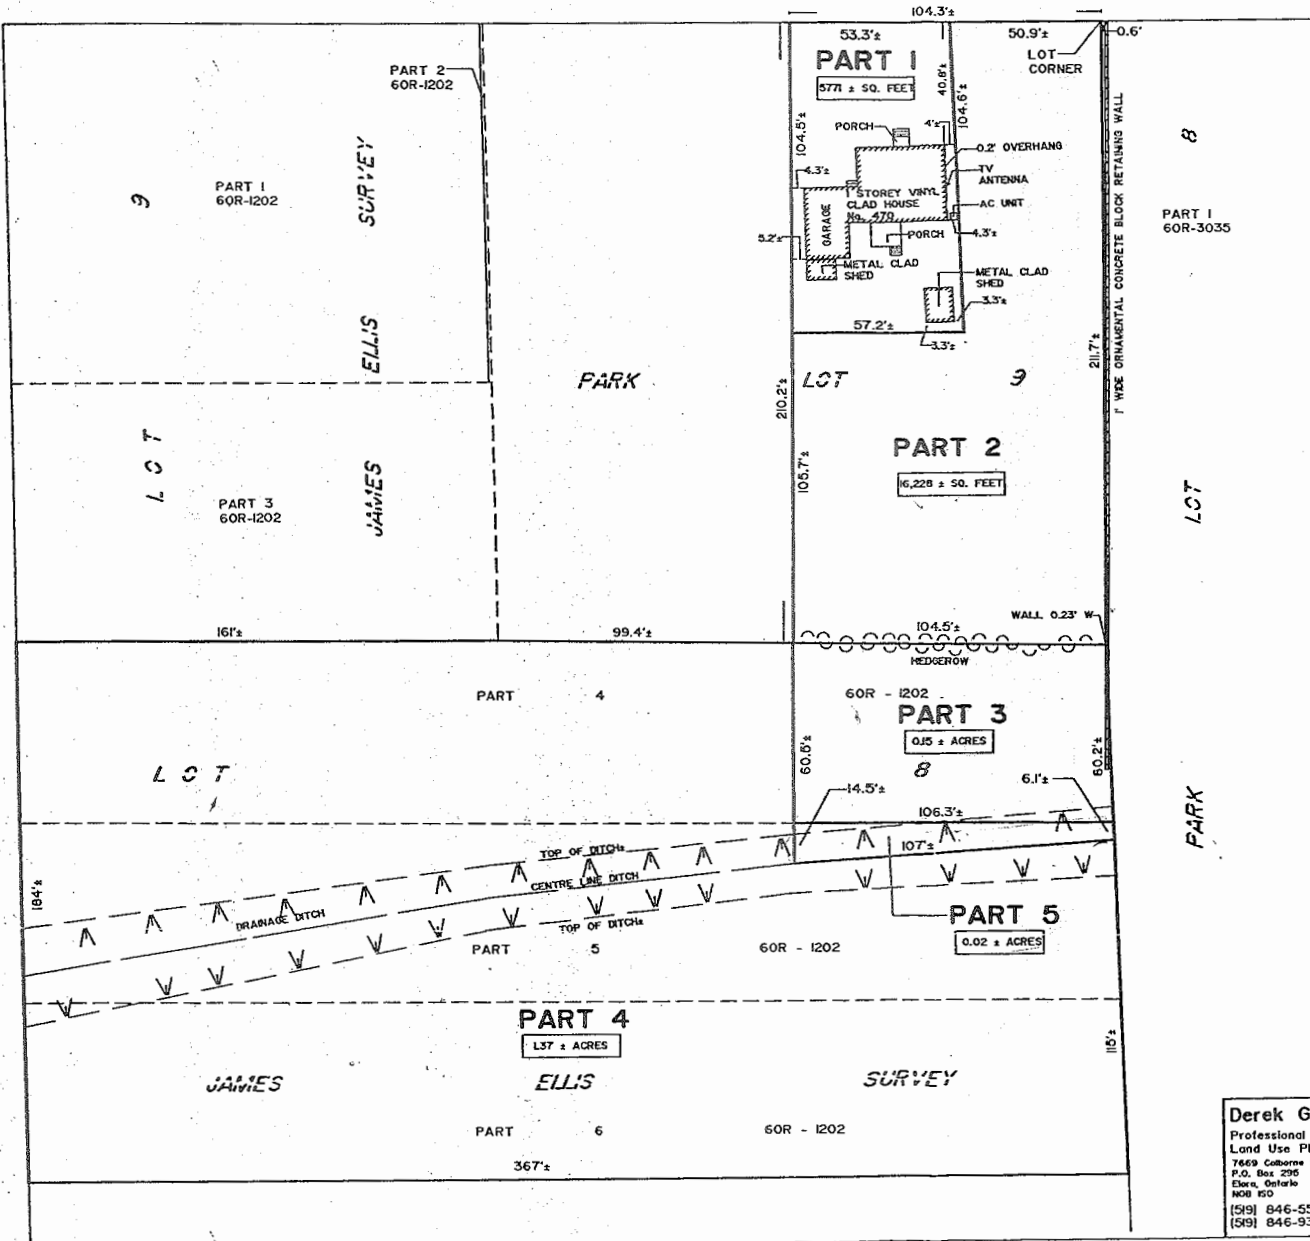 104.3'±
53.3'±
50.9'±
0.6'
PART 1
5771 ± SQ. FEET
LOT
CORNER
PART 2
60R-1202
40.8'±
104.6'±
104.5'±
PORCH
4'±
0.2' OVERHANG
TV
ANTENNA
4.3'±
1 STOREY VINYL
CLAD HOUSE
No. 470
AC UNIT
GARAGE
PORCH
4.3'±
5.2'±
METAL CLAD
SHED
METAL CLAD
SHED
3.3'±
57.2'±
3.3'±
1' WIDE ORNAMENTAL CONCRETE BLOCK RETAINING WALL
8
PART 1
60R-3035
9
PART 1
60R-1202
SURVEY
ELLIS
JAMES
PARK
LOT
9
210.2'±
211.7'±
LOT
PART 3
60R-1202
105.7'±
PART 2
16,228 ± SQ. FEET
LOT
WALL 0.23' W
161'±
99.4'±
104.5'±
HEDGEROW
PART 4
60R - 1202
PART 3
0.15 ± ACRES
8
60.5'±
60.2'±
LOT
14.5'±
6.1'±
106.3'±
107'±
PARK
184'±
TOP OF DITCH±
CENTRE LINE DITCH
DRAINAGE DITCH
TOP OF DITCH±
PART 5
0.02 ± ACRES
PART 5 60R - 1202
PART 4
1.37 ± ACRES
115'±
JAMES ELLIS SURVEY
PART 6 60R - 1202
367'±
Derek G
Professional
Land Use Pl
7669 Colborne
P.O. Box 296
Elora, Ontario
N0B 1S0
(519) 846-55
(519) 846-93